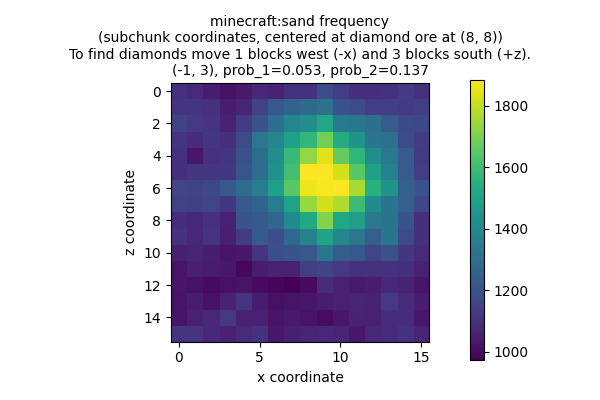 minecraft:sand frequency
(subchunk coordinates, centered at diamond ore at (8, 8))
To find diamonds move 1 blocks west (-x) and 3 blocks south (+z).
(-1, 3), prob_1=0.053, prob_2=0.137
0
2
4
6
8
10
12
14
z coordinate
0 5 10 15
x coordinate
1800
1600
1400
1200
1000